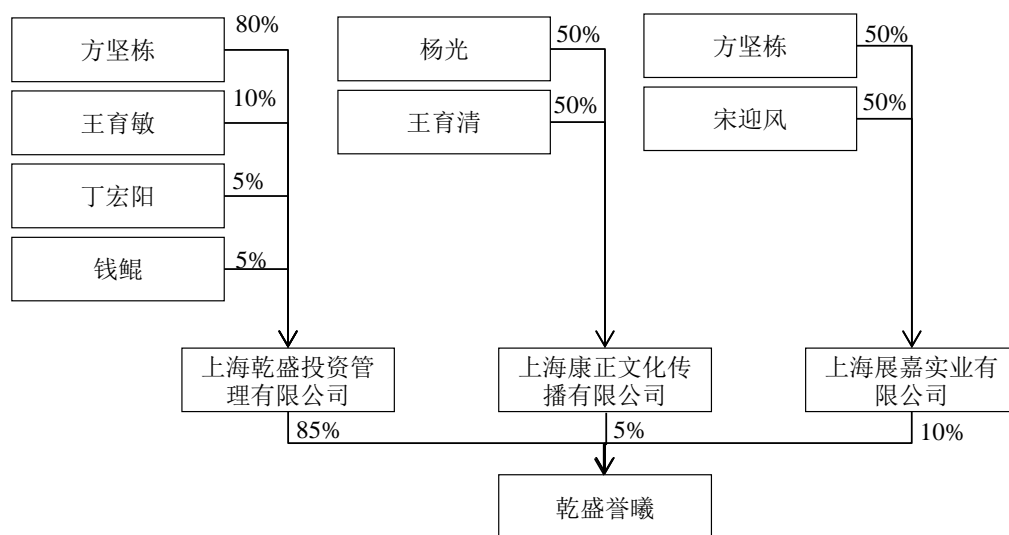 方坚栋
80%
王育敏
10%
丁宏阳
5%
钱鲲
5%
杨光
50%
王育清
50%
方坚栋
50%
宋迎风
50%
上海乾盛投资管
理有限公司
上海康正文化传
播有限公司
上海展嘉实业有
限公司
85%
5%
10%
乾盛誉曦